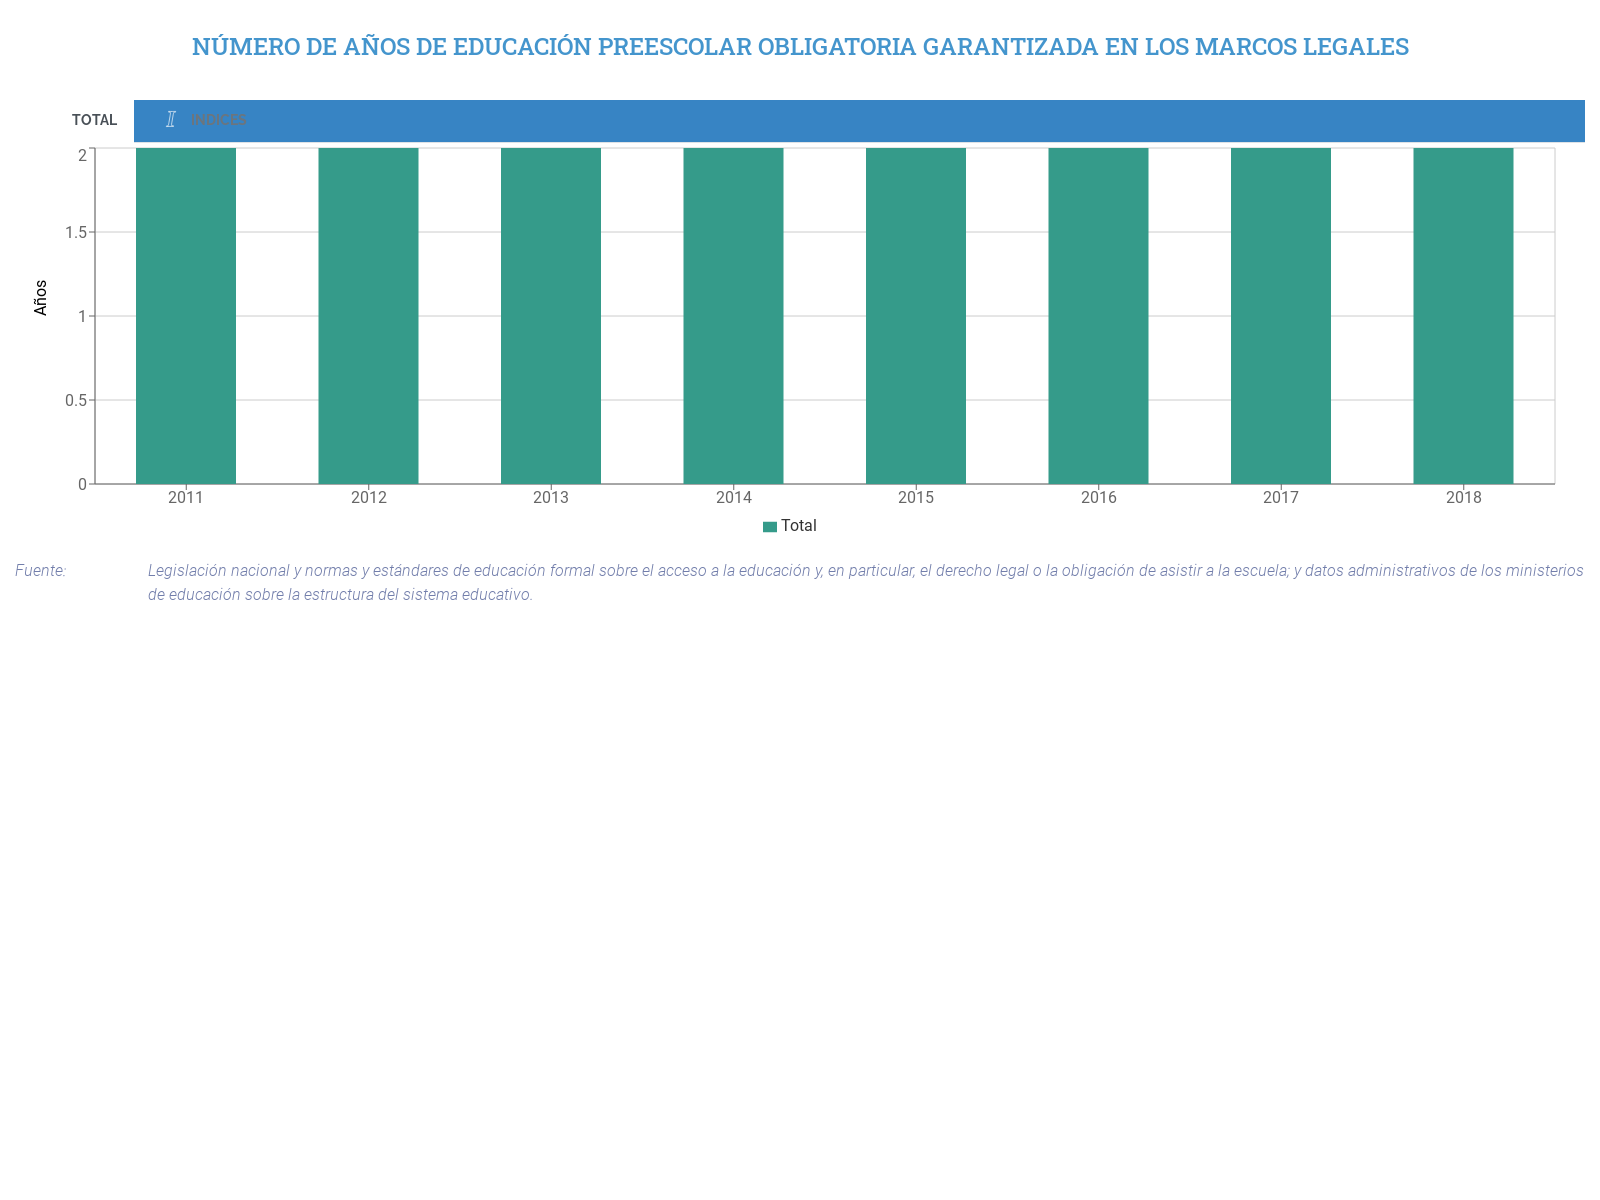 NÚMERO DE AÑOS DE EDUCACIÓN PREESCOLAR OBLIGATORIA GARANTIZADA EN LOS MARCOS LEGALES
TOTAL
I INDICES
2
1.5
1
0.5
0
Años
2011 2012 2013 2014 2015 2016 2017 2018
Total
Fuente: Legislación nacional y normas y estándares de educación formal sobre el acceso a la educación y, en particular, el derecho legal o la obligación de asistir a la escuela; y datos administrativos de los ministerios
de educación sobre la estructura del sistema educativo.